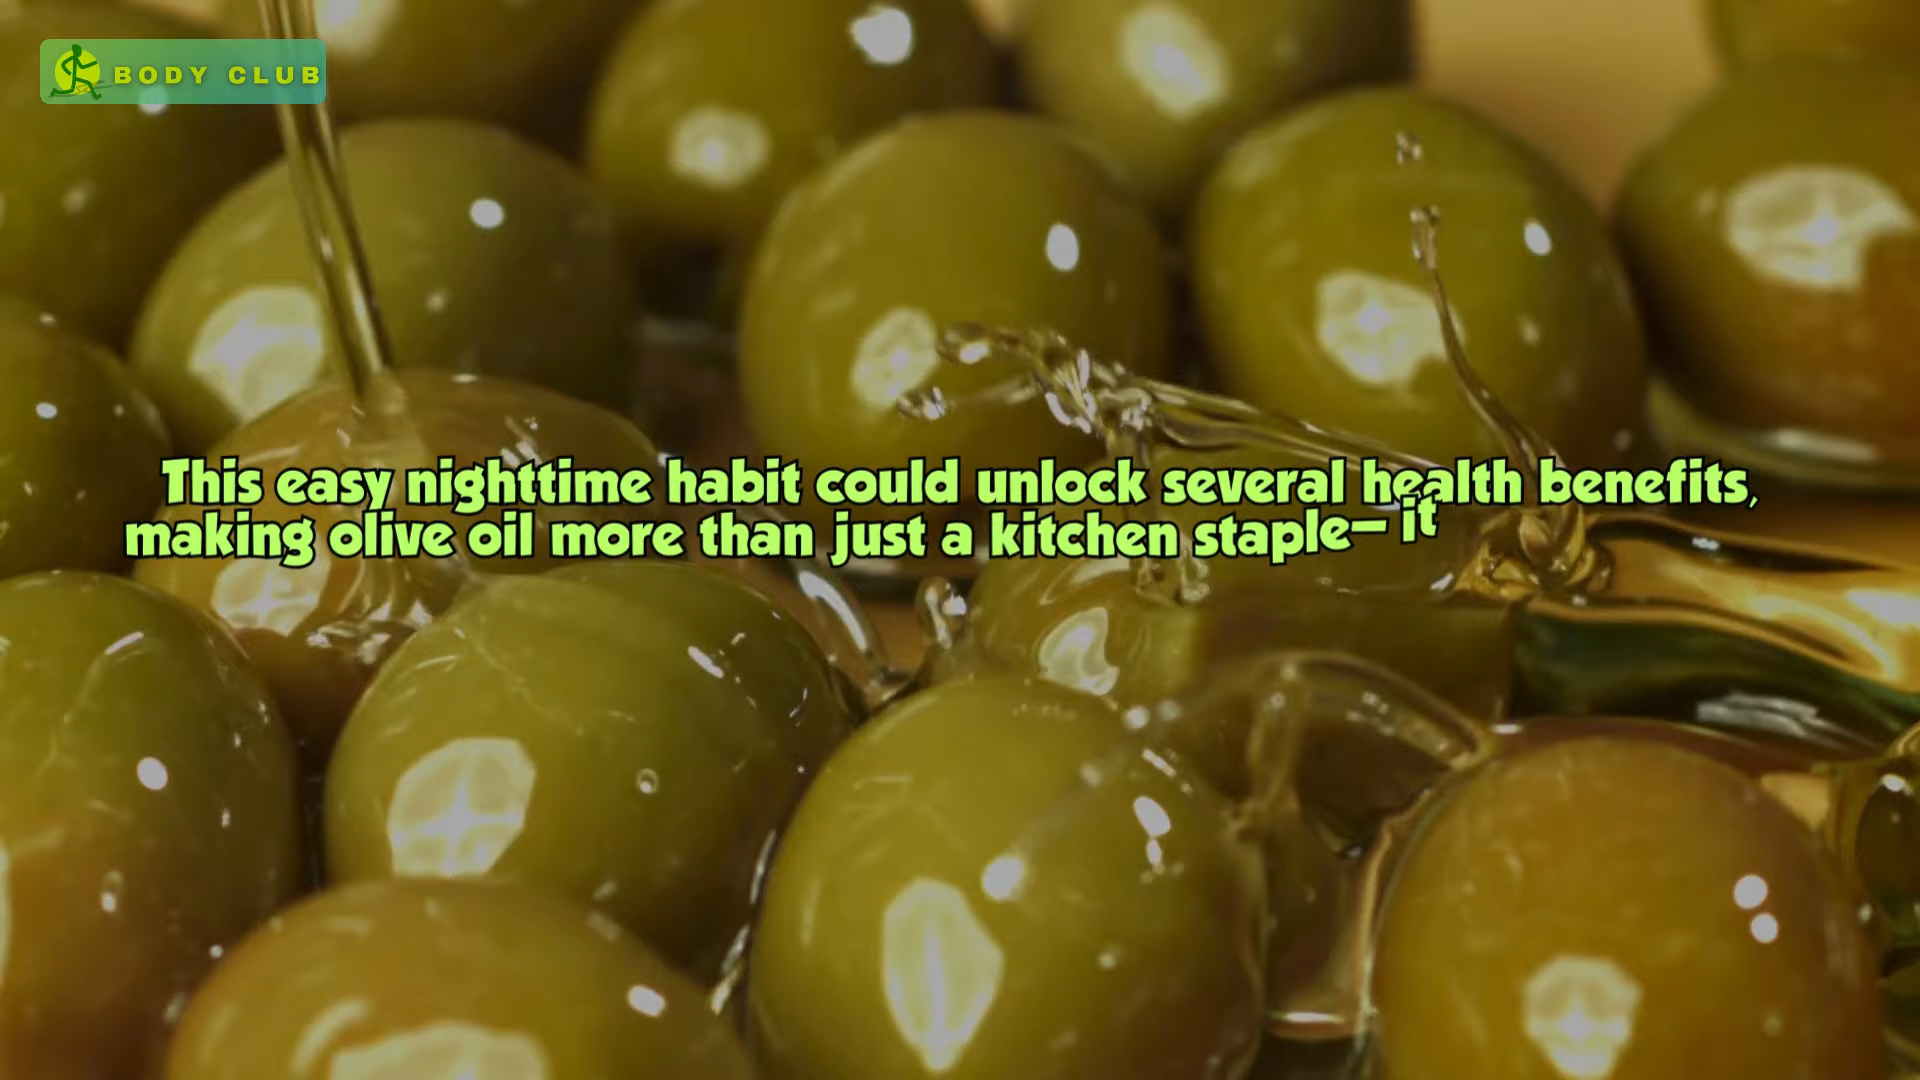 BODY CLUB
This easy nighttime habit could unlock several health benefits,
making olive oil more than just a kitchen staple— it